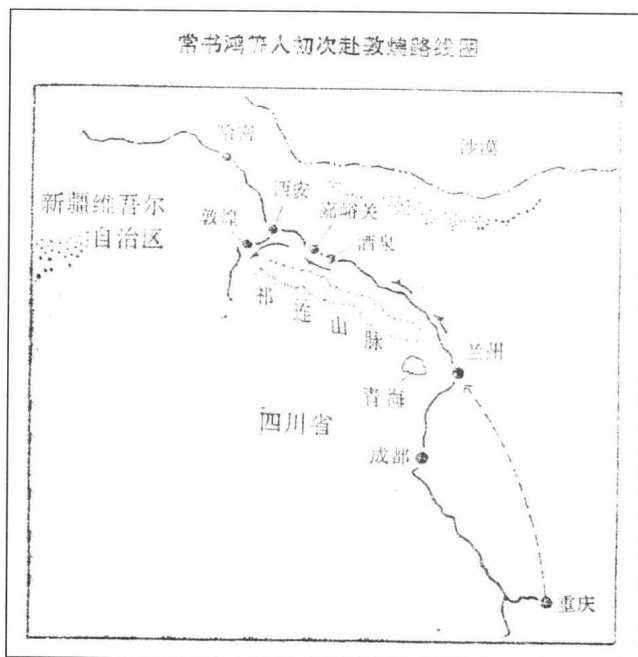 常书鸿等人初次赴敦煌路线图
哈密
沙漠
新疆维吾尔
自治区
西安
敦煌
嘉峪关
酒泉
祁连山脉
兰州
青海
四川省
成都
重庆